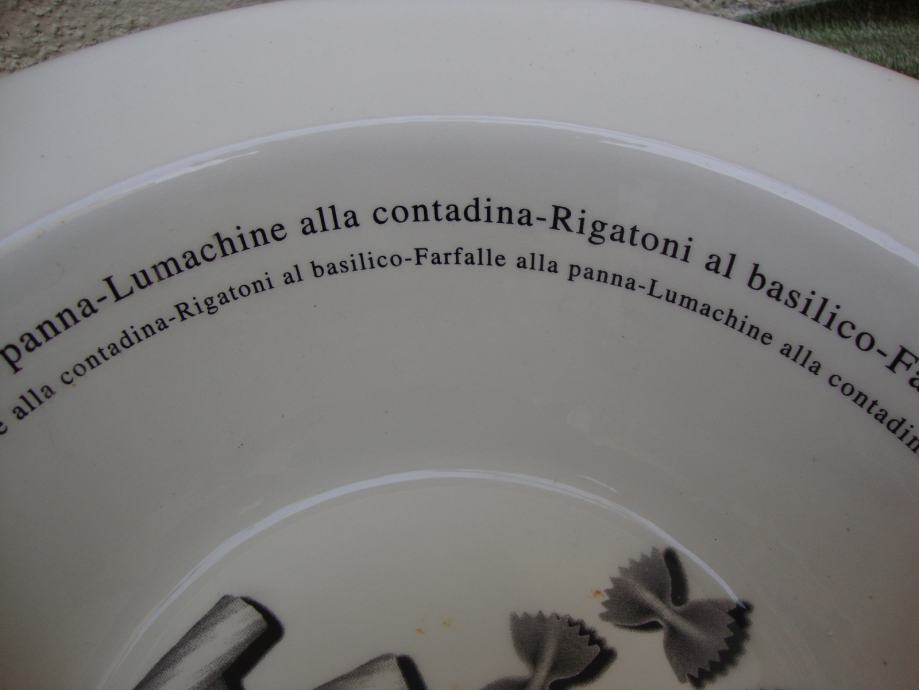 panna-Lumachine alla contadina-Rigatoni al basilico-Fa
e alla contadina-Rigatoni al basilico-Farfalle alla panna-Lumachine alla contadin